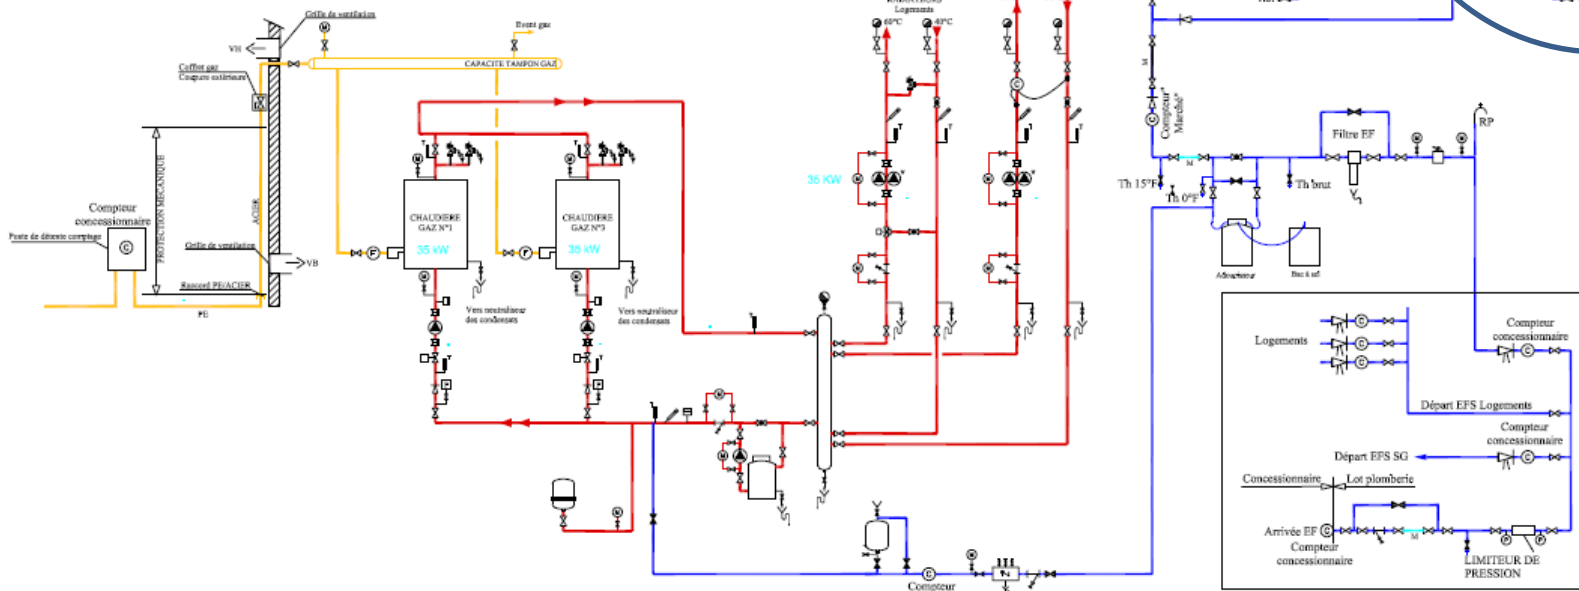 Grille de ventilation
VH
Coffret gaz
Coupure extérieure
M
Event gaz
CAPACITE TAMPON GAZ
PROTECTION MECANIQUE
ACIER
Compteur
concessionnaire
Poste de détente comptage
C
Grille de ventilation
VB
Raccord PE/ACIER
PE
CHAUDIERE
GAZ N°1
35 kW
CHAUDIERE
GAZ N°3
35 kW
F
F
Vers neutraliseur
des condensats
Vers neutraliseur
des condensats
Logements
60°C
40°C
35 KW
Compteur
"Marché"
Th 15°F
Th 0°F
Th brut
Filtre EF
RP
Adoucisseur
Bac à sel
Logements
Compteur
concessionnaire
Départ EFS Logements
Compteur
concessionnaire
Départ EFS SG
Concessionnaire
Lot plomberie
Arrivée EF
Compteur
concessionnaire
M
LIMITEUR DE
PRESSION
Compteur